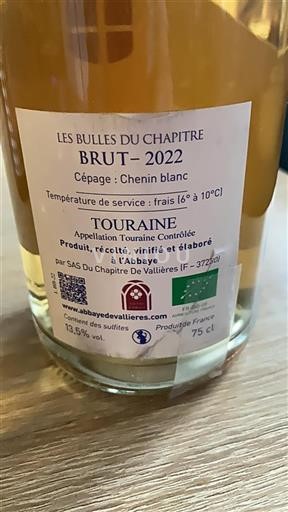 LES BULLES DU CHAPITRE
BRUT – 2022
Cépage : Chenin blanc
Température de service : frais (6° à 10°C)
TOURAINE
Appellation Touraine Contrôlée
Produit, récolté, vinifié et élaboré
à l'Abbaye
par SAS Du Chapitre De Vallières (F – 37230)
www.abbayedevallieres.com
Contient des sulfites
Produit de France
13,5% vol.
75 cl